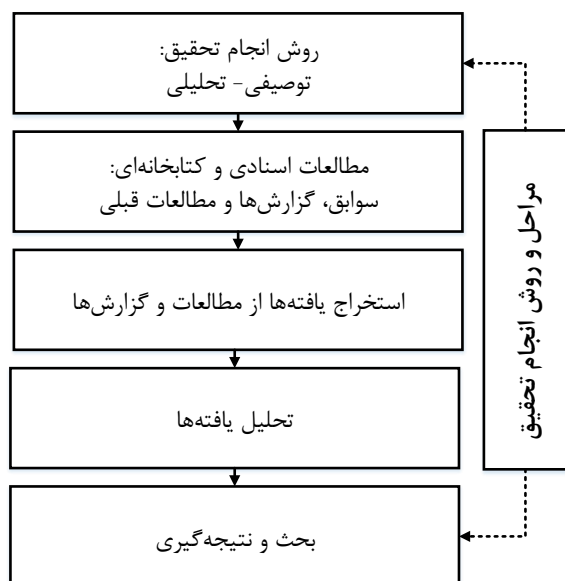 روش انجام تحقیق:
توصیفی- تحلیلی
مطالعات اسنادی و کتابخانه‌ای:
سوابق، گزارش‌ها و مطالعات قبلی
استخراج یافته‌ها از مطالعات و گزارش‌ها
تحلیل یافته‌ها
بحث و نتیجه‌گیری
مراحل و روش انجام تحقیق